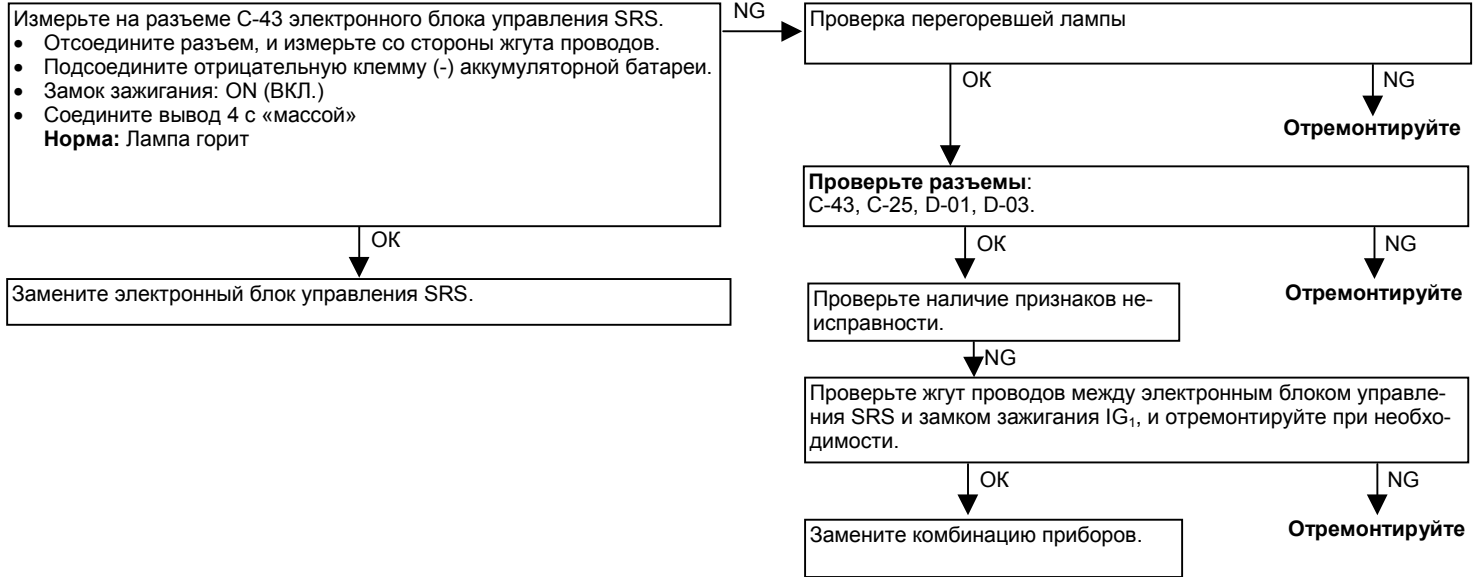 Измерьте на разъеме С-43 электронного блока управления SRS.
• Отсоедините разъем, и измерьте со стороны жгута проводов.
• Подсоедините отрицательную клемму (-) аккумуляторной батареи.
• Замок зажигания: ON (ВКЛ.)
• Соедините вывод 4 с «массой»
Норма: Лампа горит
NG
Проверка перегоревшей лампы
ОК
NG
Отремонтируйте
Проверьте разъемы:
С-43, С-25, D-01, D-03.
ОК
Замените электронный блок управления SRS.
ОК
NG
Отремонтируйте
Проверьте наличие признаков не-
исправности.
NG
Проверьте жгут проводов между электронным блоком управле-
ния SRS и замком зажигания IG₁, и отремонтируйте при необхо-
димости.
ОК
NG
Отремонтируйте
Замените комбинацию приборов.